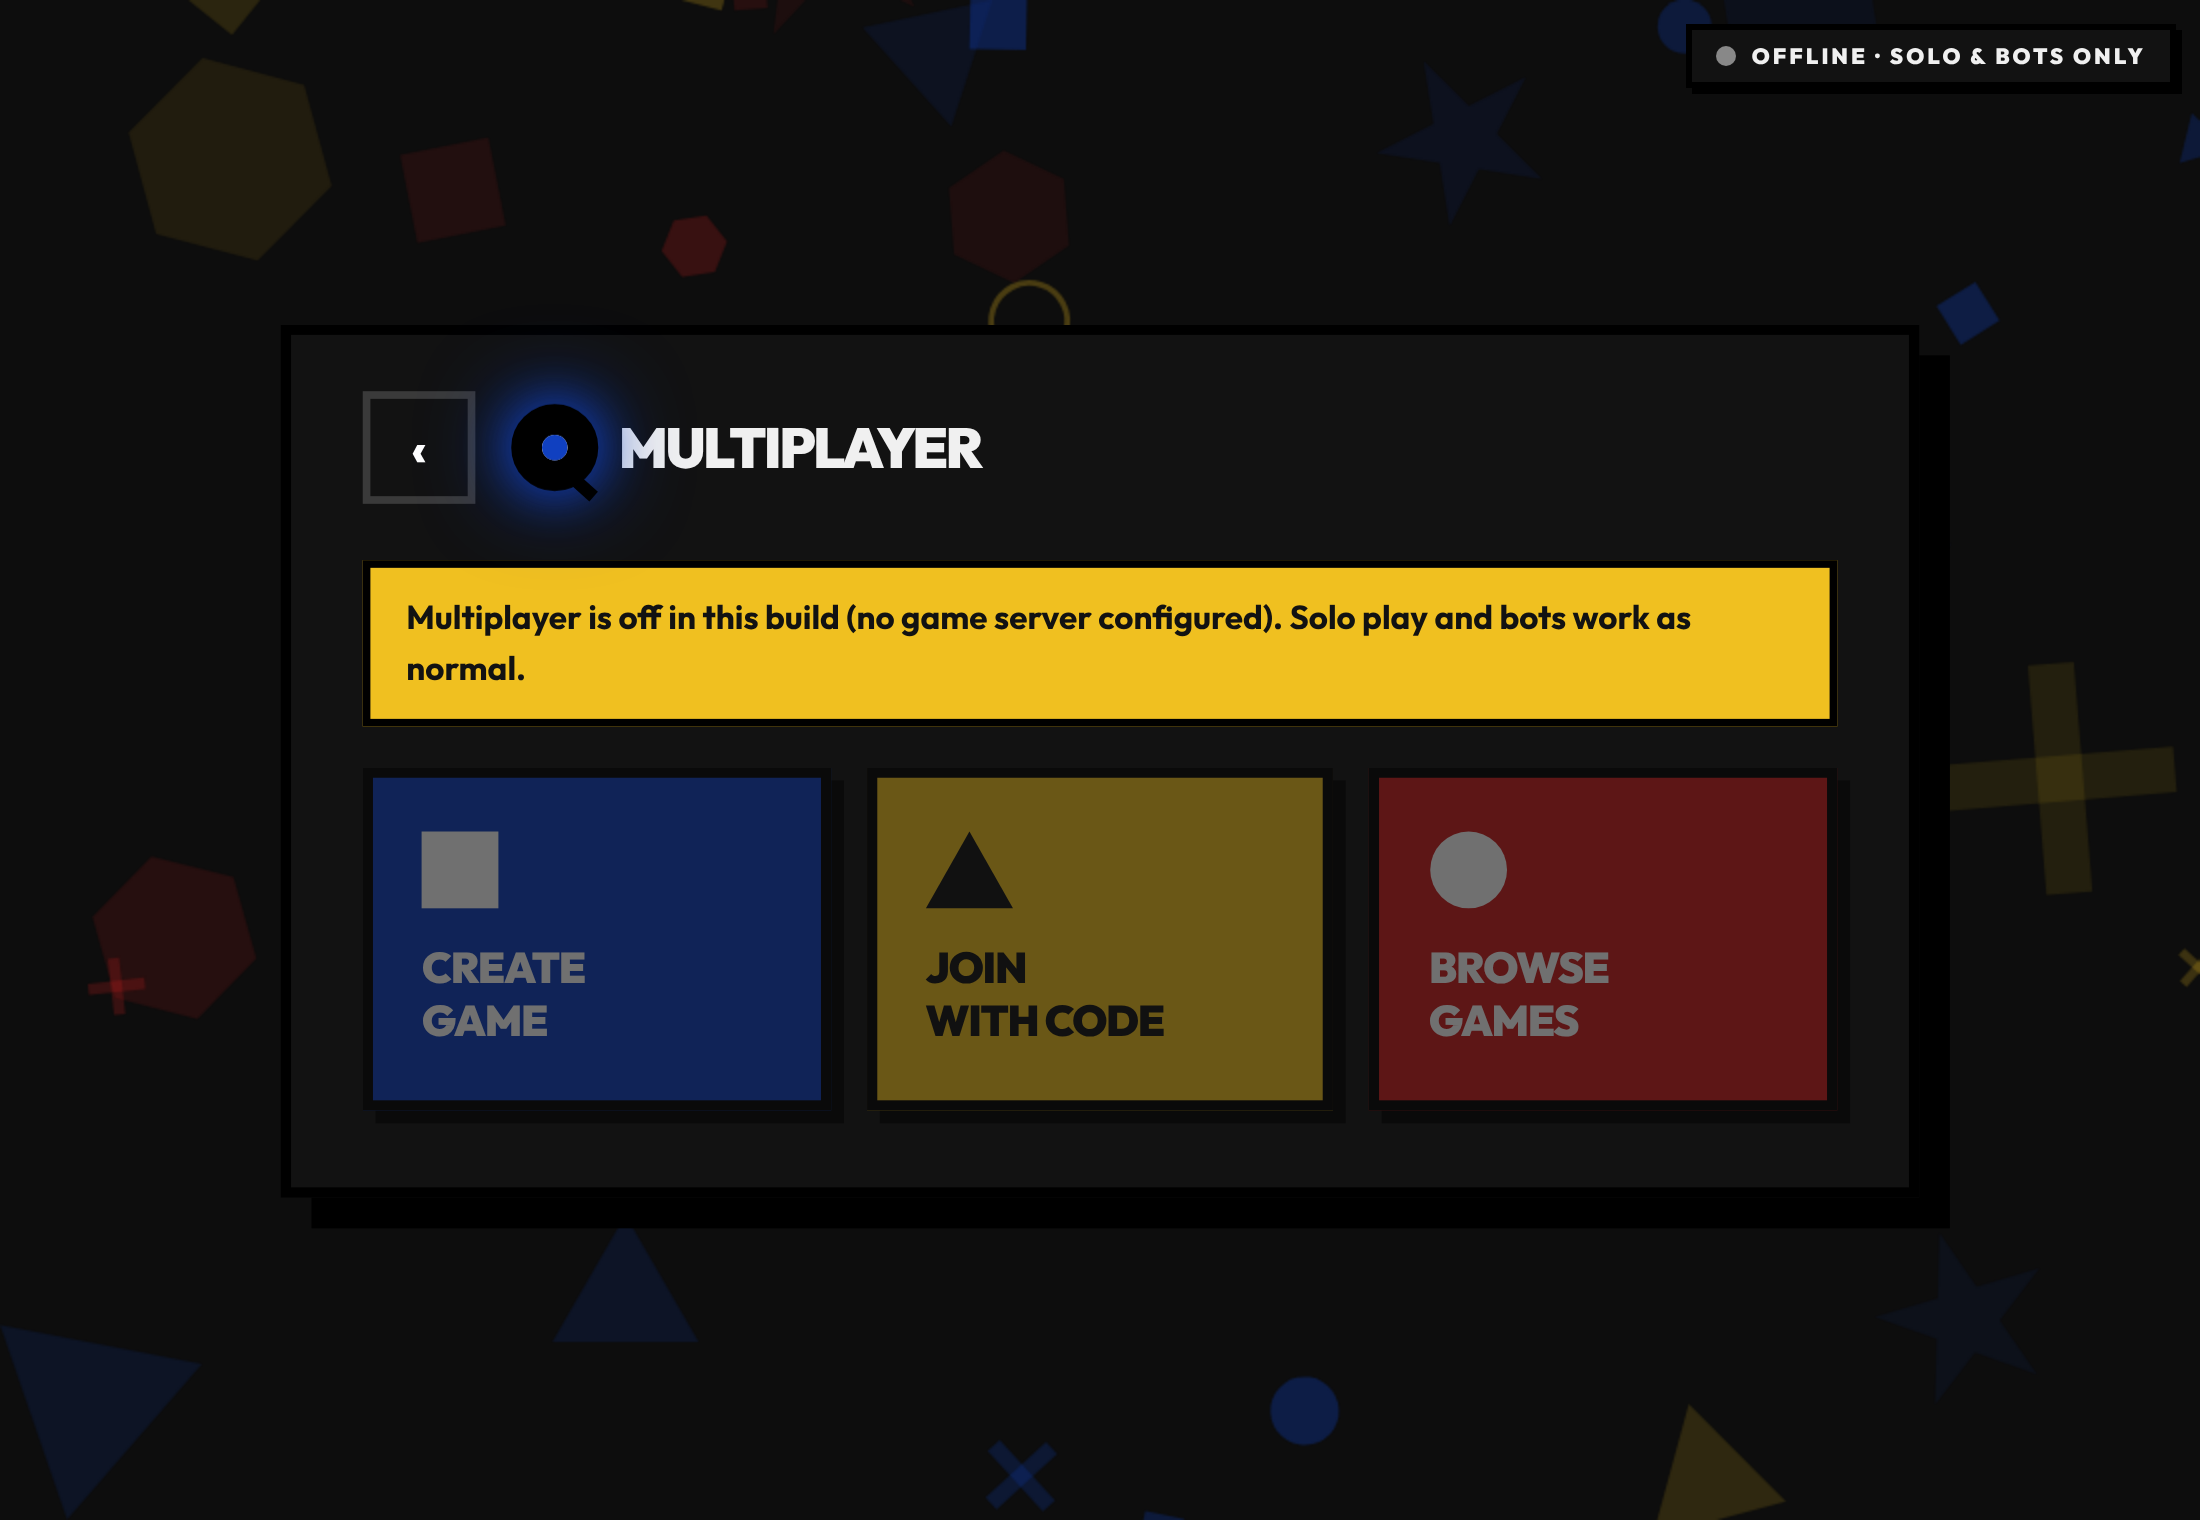 OFFLINE · SOLO & BOTS ONLY
‹
MULTIPLAYER
Multiplayer is off in this build (no game server configured). Solo play and bots work as
normal.
CREATE
GAME
JOIN
WITH CODE
BROWSE
GAMES